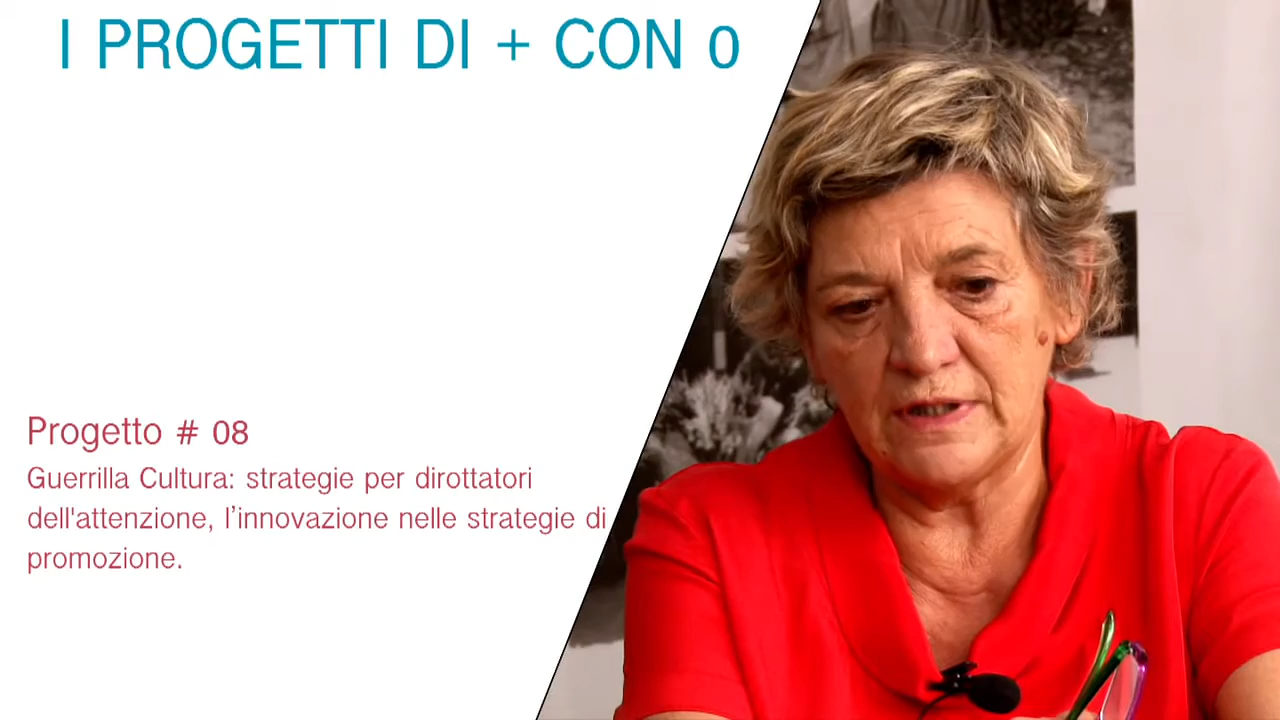 I PROGETTI DI + CON 0
Progetto # 08
Guerrilla Cultura: strategie per dirottatori
dell'attenzione, l’innovazione nelle strategie di
promozione.